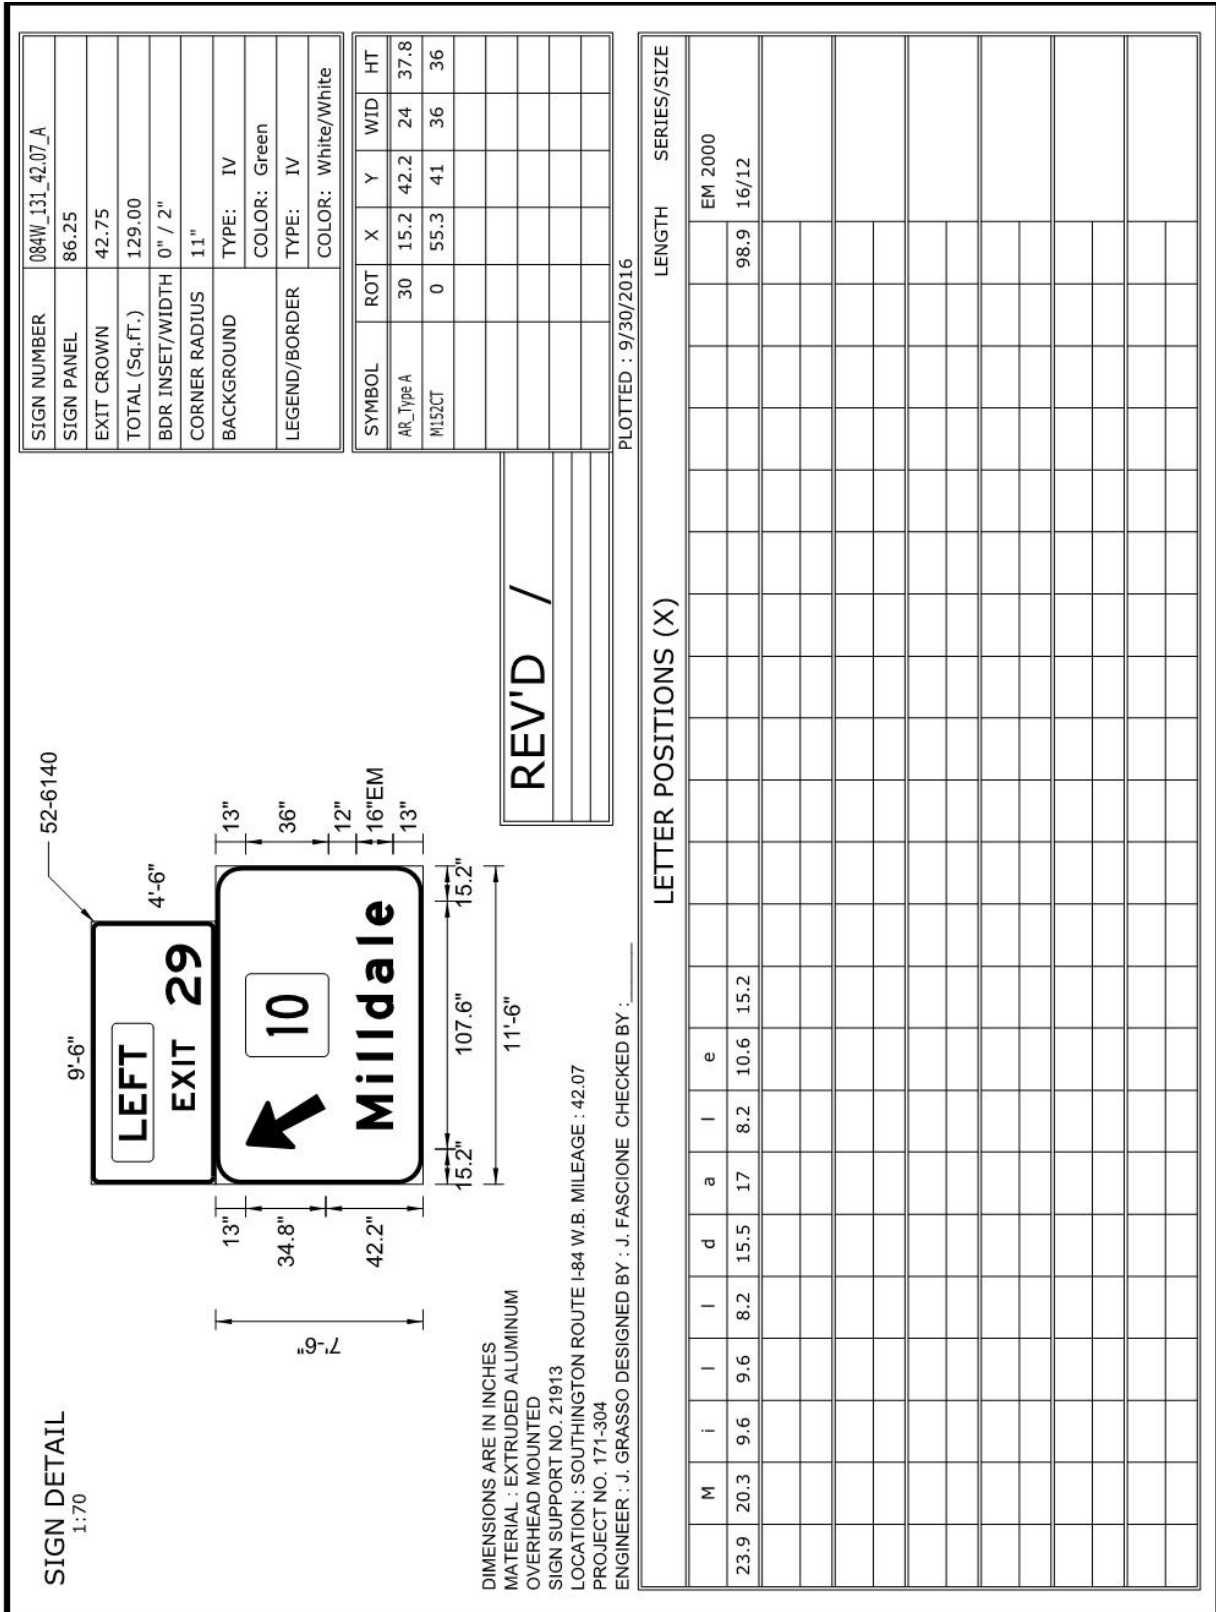 SIGN DETAIL
1:70
52-6140
9'-6"
4'-6"
LEFT
EXIT 29
10
Milldale
13"
34.8"
42.2"
7'-6"
13"
36"
12"
16"EM
13"
15.2" 107.6" 15.2"
11'-6"
DIMENSIONS ARE IN INCHES
MATERIAL : EXTRUDED ALUMINUM
OVERHEAD MOUNTED
SIGN SUPPORT NO. 21913
LOCATION : SOUTHINGTON ROUTE I-84 W.B. MILEAGE : 42.07
PROJECT NO. 171-304
ENGINEER : J. GRASSO DESIGNED BY : J. FASCIONE CHECKED BY :______
REV'D /
SIGN NUMBER 084W_131_42.07_A
SIGN PANEL 86.25
EXIT CROWN 42.75
TOTAL (Sq.fT.) 129.00
BDR INSET/WIDTH 0" / 2"
CORNER RADIUS 11"
BACKGROUND TYPE: IV
COLOR: Green
LEGEND/BORDER TYPE: IV
COLOR: White/White
SYMBOL ROT X Y WID HT
AR_Type A 30 15.2 42.2 24 37.8
M152CT 0 55.3 41 36 36
PLOTTED : 9/30/2016
LETTER POSITIONS (X) LENGTH SERIES/SIZE
M i l l d a l e EM 2000
23.9 20.3 9.6 9.6 8.2 15.5 17 8.2 10.6 15.2 98.9 16/12